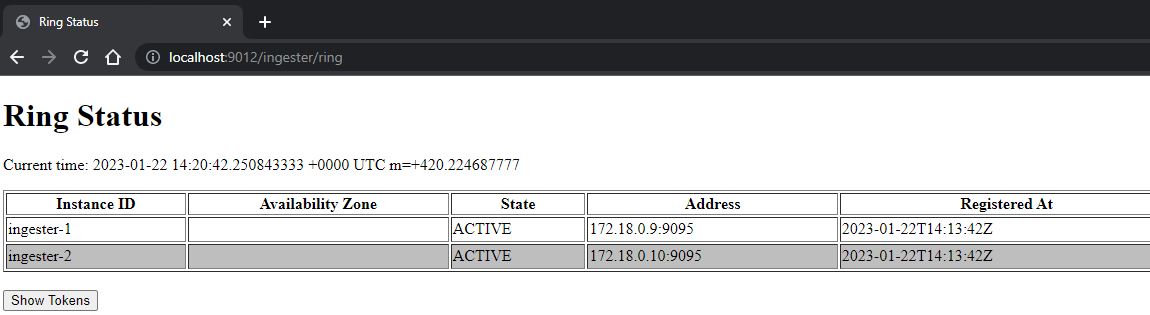 Ring Status
localhost:9012/ingester/ring
Ring Status
Current time: 2023-01-22 14:20:42.250843333 +0000 UTC m=+420.224687777
Instance ID Availability Zone State Address Registered At
ingester-1 ACTIVE 172.18.0.9:9095 2023-01-22T14:13:42Z
ingester-2 ACTIVE 172.18.0.10:9095 2023-01-22T14:13:42Z
Show Tokens